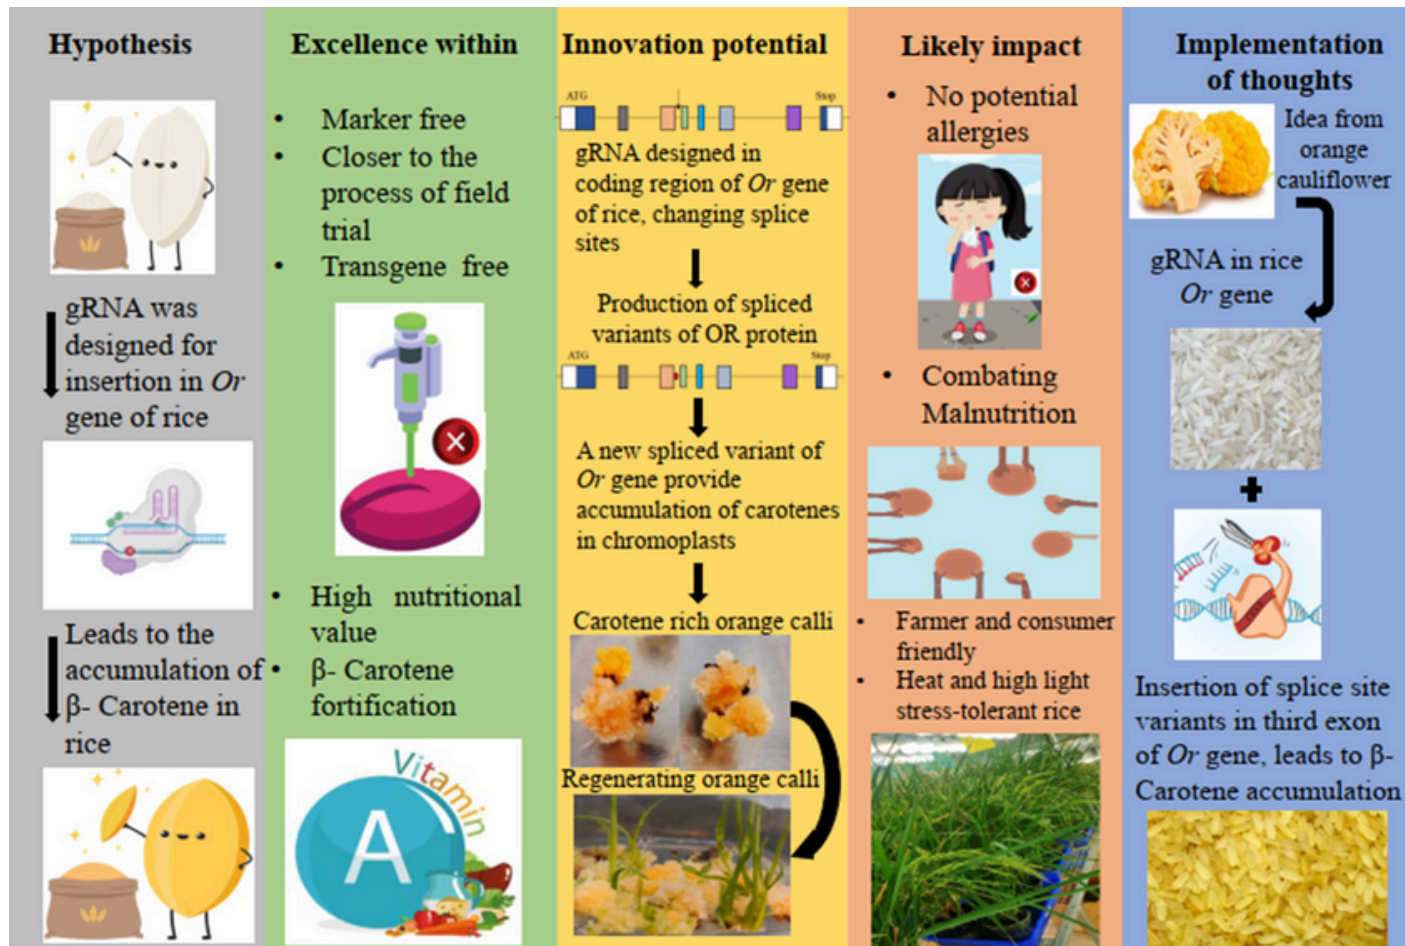 Hypothesis
gRNA was
designed for
insertion in Or
gene of rice
Leads to the
accumulation of
β- Carotene in
rice
Excellence within
• Marker free
• Closer to the
process of field
trial
• Transgene free
• High nutritional
value
• β- Carotene
fortification
Vitamin
A
Innovation potential
ATG Stop
gRNA designed in
coding region of Or gene
of rice, changing splice
sites
Production of spliced
variants of OR protein
ATG Stop
A new spliced variant of
Or gene provide
accumulation of carotenes
in chromoplasts
Carotene rich orange calli
Regenerating orange calli
Likely impact
• No potential
allergies
• Combating
Malnutrition
• Farmer and consumer
friendly
• Heat and high light
stress-tolerant rice
Implementation
of thoughts
Idea from
orange
cauliflower
gRNA in rice
Or gene
Insertion of splice site
variants in third exon
of Or gene, leads to β-
Carotene accumulation